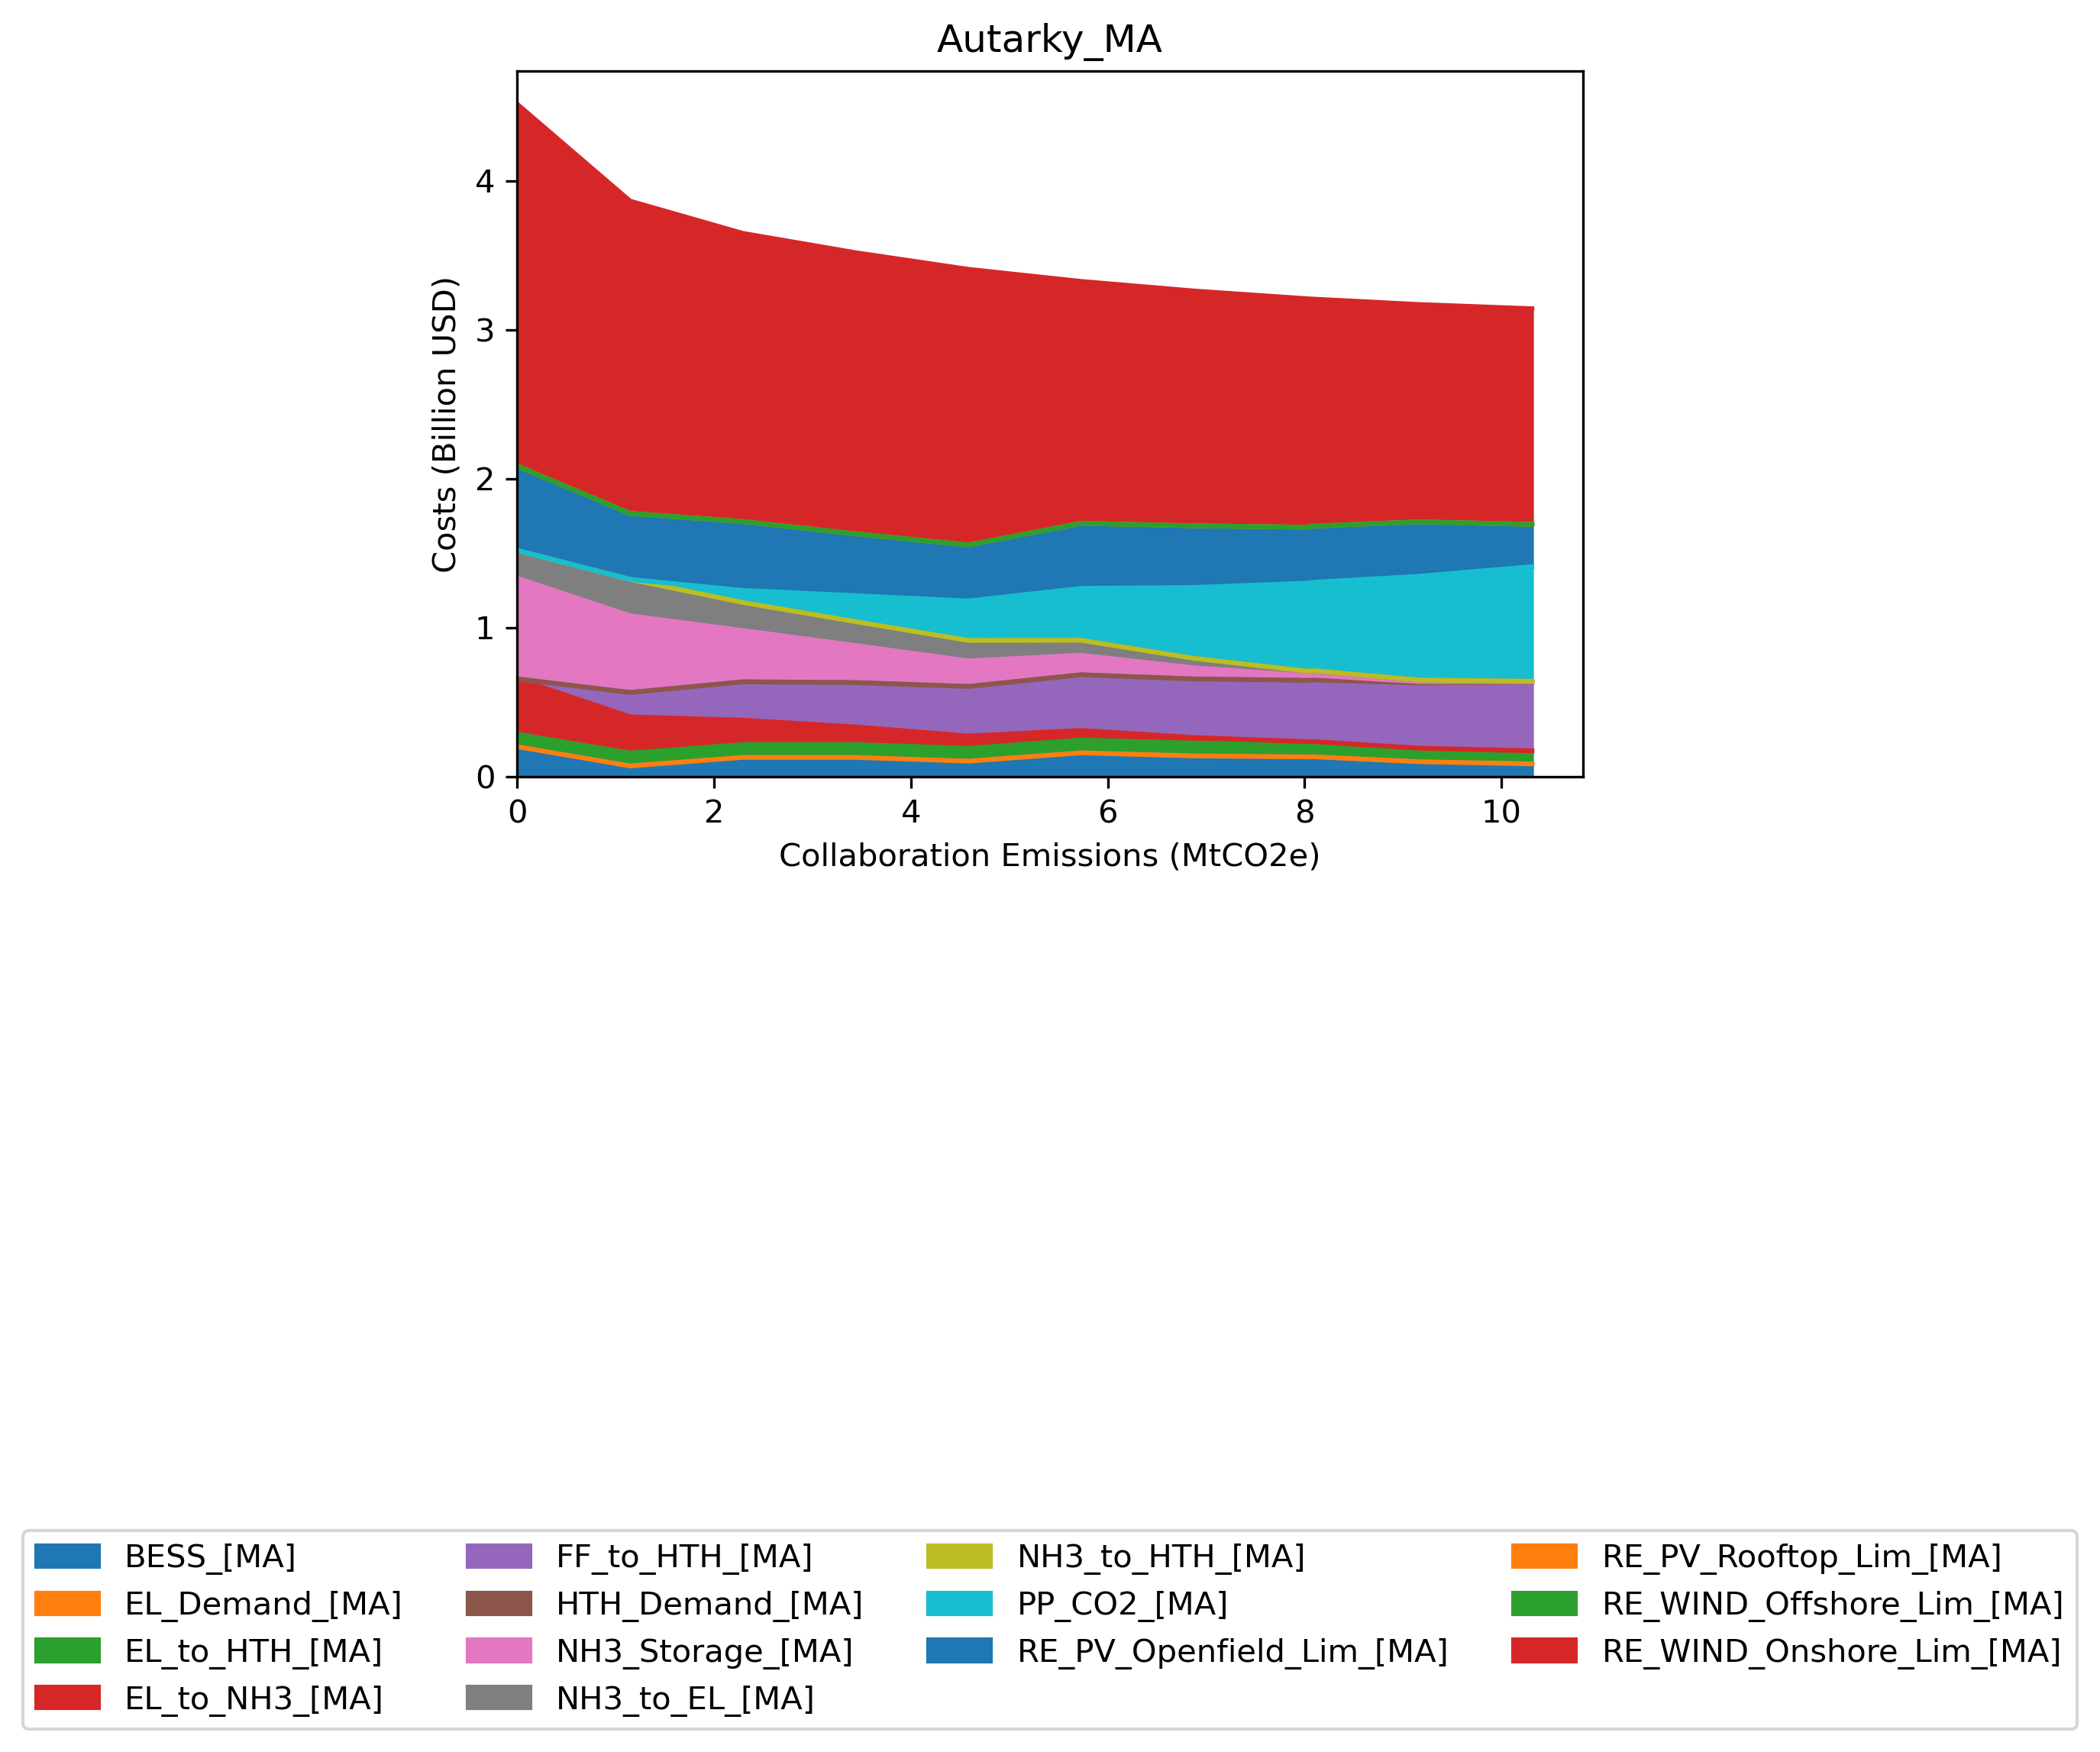 Autarky_MA
Costs (Billion USD)
4
3
2
1
0
0 2 4 6 8 10
Collaboration Emissions (MtCO2e)
BESS_[MA]
EL_Demand_[MA]
EL_to_HTH_[MA]
EL_to_NH3_[MA]
FF_to_HTH_[MA]
HTH_Demand_[MA]
NH3_Storage_[MA]
NH3_to_EL_[MA]
NH3_to_HTH_[MA]
PP_CO2_[MA]
RE_PV_Openfield_Lim_[MA]
RE_PV_Rooftop_Lim_[MA]
RE_WIND_Offshore_Lim_[MA]
RE_WIND_Onshore_Lim_[MA]